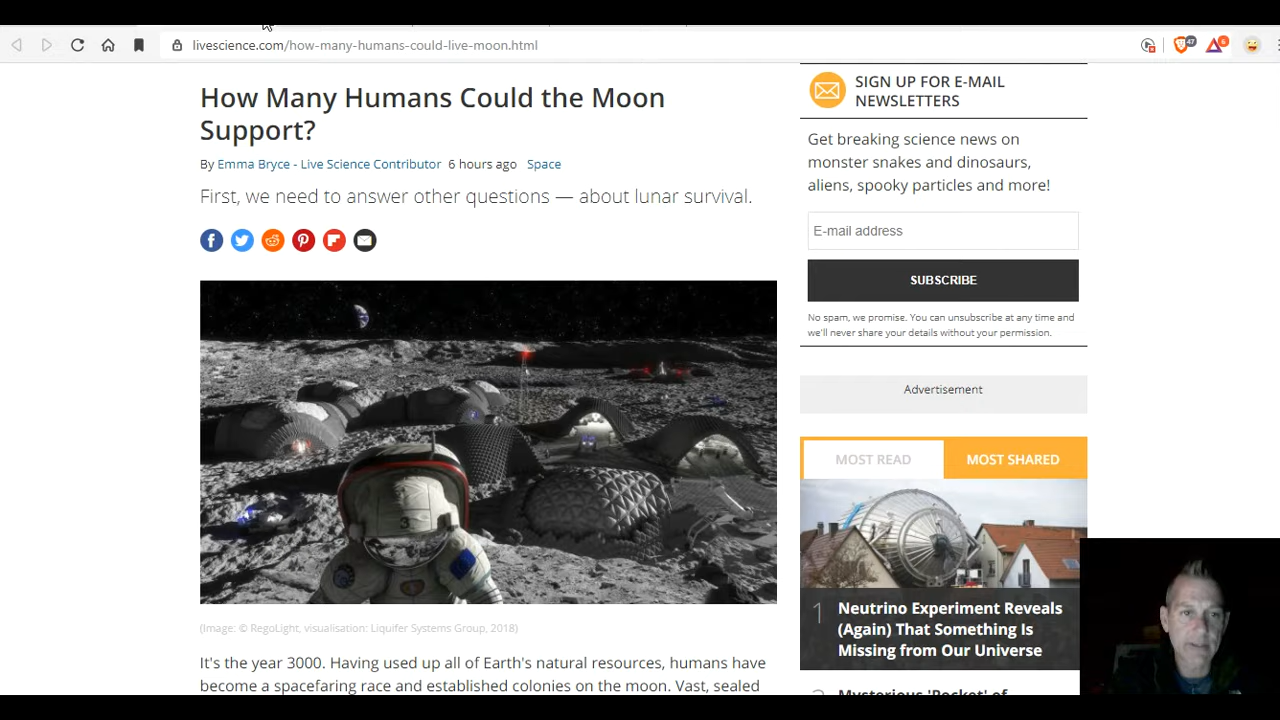 livescience.com/how-many-humans-could-live-moon.html
47
6
How Many Humans Could the Moon
Support?
By Emma Bryce - Live Science Contributor 6 hours ago Space
First, we need to answer other questions — about lunar survival.
3
(Image: © RegoLight, visualisation: Liquifer Systems Group, 2018)
It's the year 3000. Having used up all of Earth's natural resources, humans have
become a spacefaring race and established colonies on the moon. Vast, sealed
SIGN UP FOR E-MAIL
NEWSLETTERS
Get breaking science news on
monster snakes and dinosaurs,
aliens, spooky particles and more!
E-mail address
SUBSCRIBE
No spam, we promise. You can unsubscribe at any time and
we'll never share your details without your permission.
Advertisement
MOST READ
MOST SHARED
1
Neutrino Experiment Reveals
(Again) That Something Is
Missing from Our Universe
Mysterious 'Pocket' of